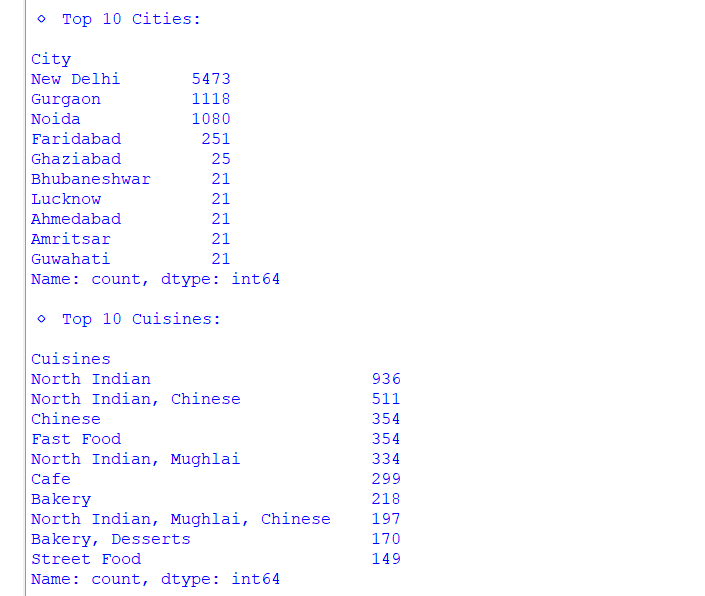 ⋄ Top 10 Cities:
City
New Delhi 5473
Gurgaon 1118
Noida 1080
Faridabad 251
Ghaziabad 25
Bhubaneshwar 21
Lucknow 21
Ahmedabad 21
Amritsar 21
Guwahati 21
Name: count, dtype: int64
⋄ Top 10 Cuisines:
Cuisines
North Indian 936
North Indian, Chinese 511
Chinese 354
Fast Food 354
North Indian, Mughlai 334
Cafe 299
Bakery 218
North Indian, Mughlai, Chinese 197
Bakery, Desserts 170
Street Food 149
Name: count, dtype: int64